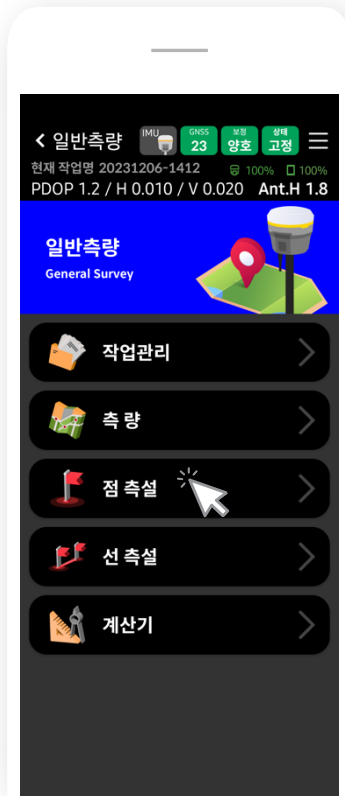 일반측량 IMU GNSS 23 보정 양호 상태 고정
현재 작업명 20231206-1412 100% 100%
PDOP 1.2 / H 0.010 / V 0.020 Ant.H 1.8
일반측량
General Survey
작업관리
측 량
점 측설
선 측설
계산기